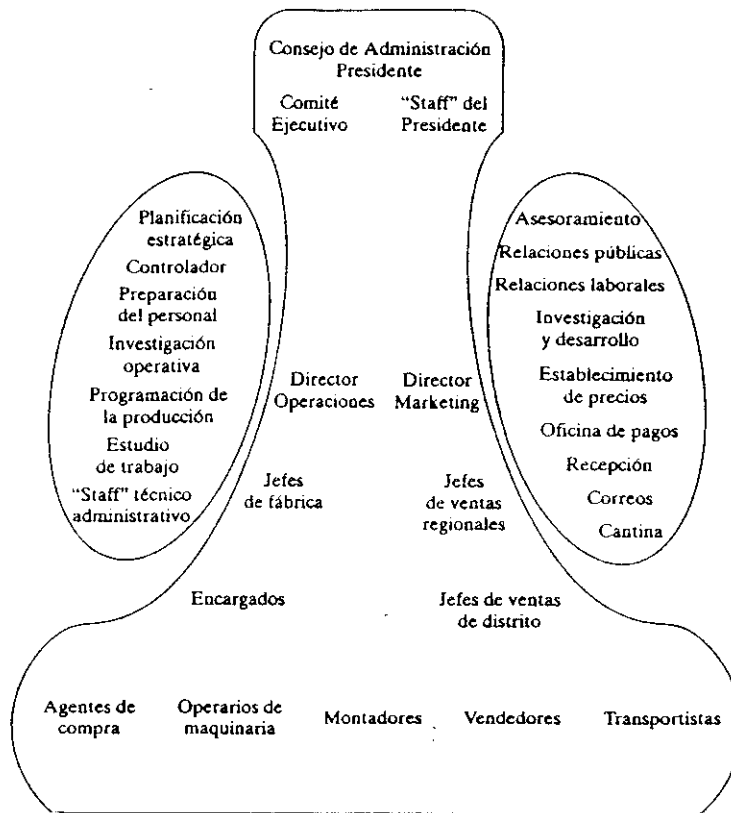 Consejo de Administración
Presidente
Comité
Ejecutivo
"Staff" del
Presidente
Planificación
estratégica
Controlador
Preparación
del personal
Investigación
operativa
Programación de
la producción
Estudio
de trabajo
"Staff" técnico
administrativo
Asesoramiento
Relaciones públicas
Relaciones laborales
Investigación
y desarrollo
Establecimiento
de precios
Oficina de pagos
Recepción
Correos
Cantina
Director
Operaciones
Director
Marketing
Jefes
de fábrica
Jefes
de ventas
regionales
Encargados
Jefes de ventas
de distrito
Agentes de
compra
Operarios de
maquinaria
Montadores
Vendedores
Transportistas